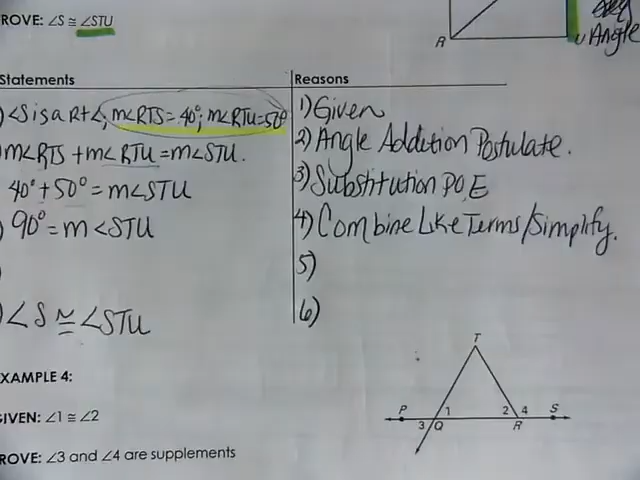 ROVE: ∠S ≅ ∠STU
R
Angle
Statements
Reasons
)∠S is a Rt∠; m∠RTS=40°; m∠RTU=50°
1) Given
m∠RTS + m∠RTU = m∠STU.
2) Angle Addition Postulate.
40° + 50° = m∠STU
3) Substitution POE
) 90° = m∠STU
4) Combine Like Terms/Simplify.
5)
) ∠S ≅ ∠STU
6)
XAMPLE 4:
IVEN: ∠1 ≅ ∠2
ROVE: ∠3 and ∠4 are supplements
T
P
1
2
4
S
3
Q
R